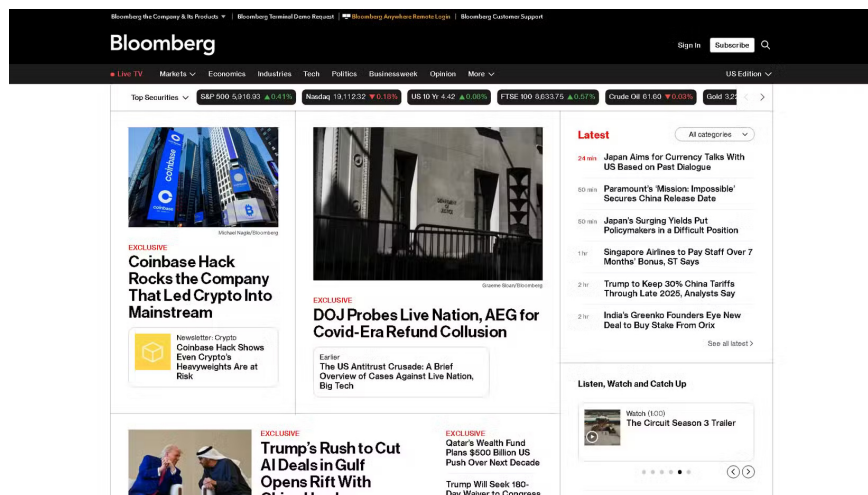 Bloomberg the Company & Its Products ▼ | Bloomberg Terminal Demo Request | Bloomberg Anywhere Remote Login | Bloomberg Customer Support
Bloomberg
Sign In Subscribe
Live TV Markets Economics Industries Tech Politics Businessweek Opinion More US Edition
Top Securities S&P 500 5,916.93 ▲0.41% Nasdaq 19,112.32 ▼0.18% US 10 Yr 4.42 ▲0.00% FTSE 100 8,633.75 ▲0.57% Crude Oil 61.60 ▼0.03% Gold
coinbase
Michael Nagle/Bloomberg
EXCLUSIVE
Coinbase Hack
Rocks the Company
That Led Crypto Into
Mainstream
Newsletter: Crypto
Coinbase Hack Shows
Even Crypto's
Heavyweights Are at
Risk
Graeme Sloan/Bloomberg
EXCLUSIVE
DOJ Probes Live Nation, AEG for
Covid-Era Refund Collusion
Earlier
The US Antitrust Crusade: A Brief
Overview of Cases Against Live Nation,
Big Tech
Latest All categories
24 min Japan Aims for Currency Talks With
US Based on Past Dialogue
50 min Paramount's 'Mission: Impossible'
Secures China Release Date
50 min Japan's Surging Yields Put
Policymakers in a Difficult Position
1 hr Singapore Airlines to Pay Staff Over 7
Months' Bonus, ST Says
2 hr Trump to Keep 30% China Tariffs
Through Late 2025, Analysts Say
2 hr India's Greenko Founders Eye New
Deal to Buy Stake From Orix
See all latest
Listen, Watch and Catch Up
Watch (1:00)
The Circuit Season 3 Trailer
EXCLUSIVE
Trump's Rush to Cut
AI Deals in Gulf
Opens Rift With
EXCLUSIVE
Qatar's Wealth Fund
Plans $500 Billion US
Push Over Next Decade
Trump Will Seek 180-
Day Waiver to Congress